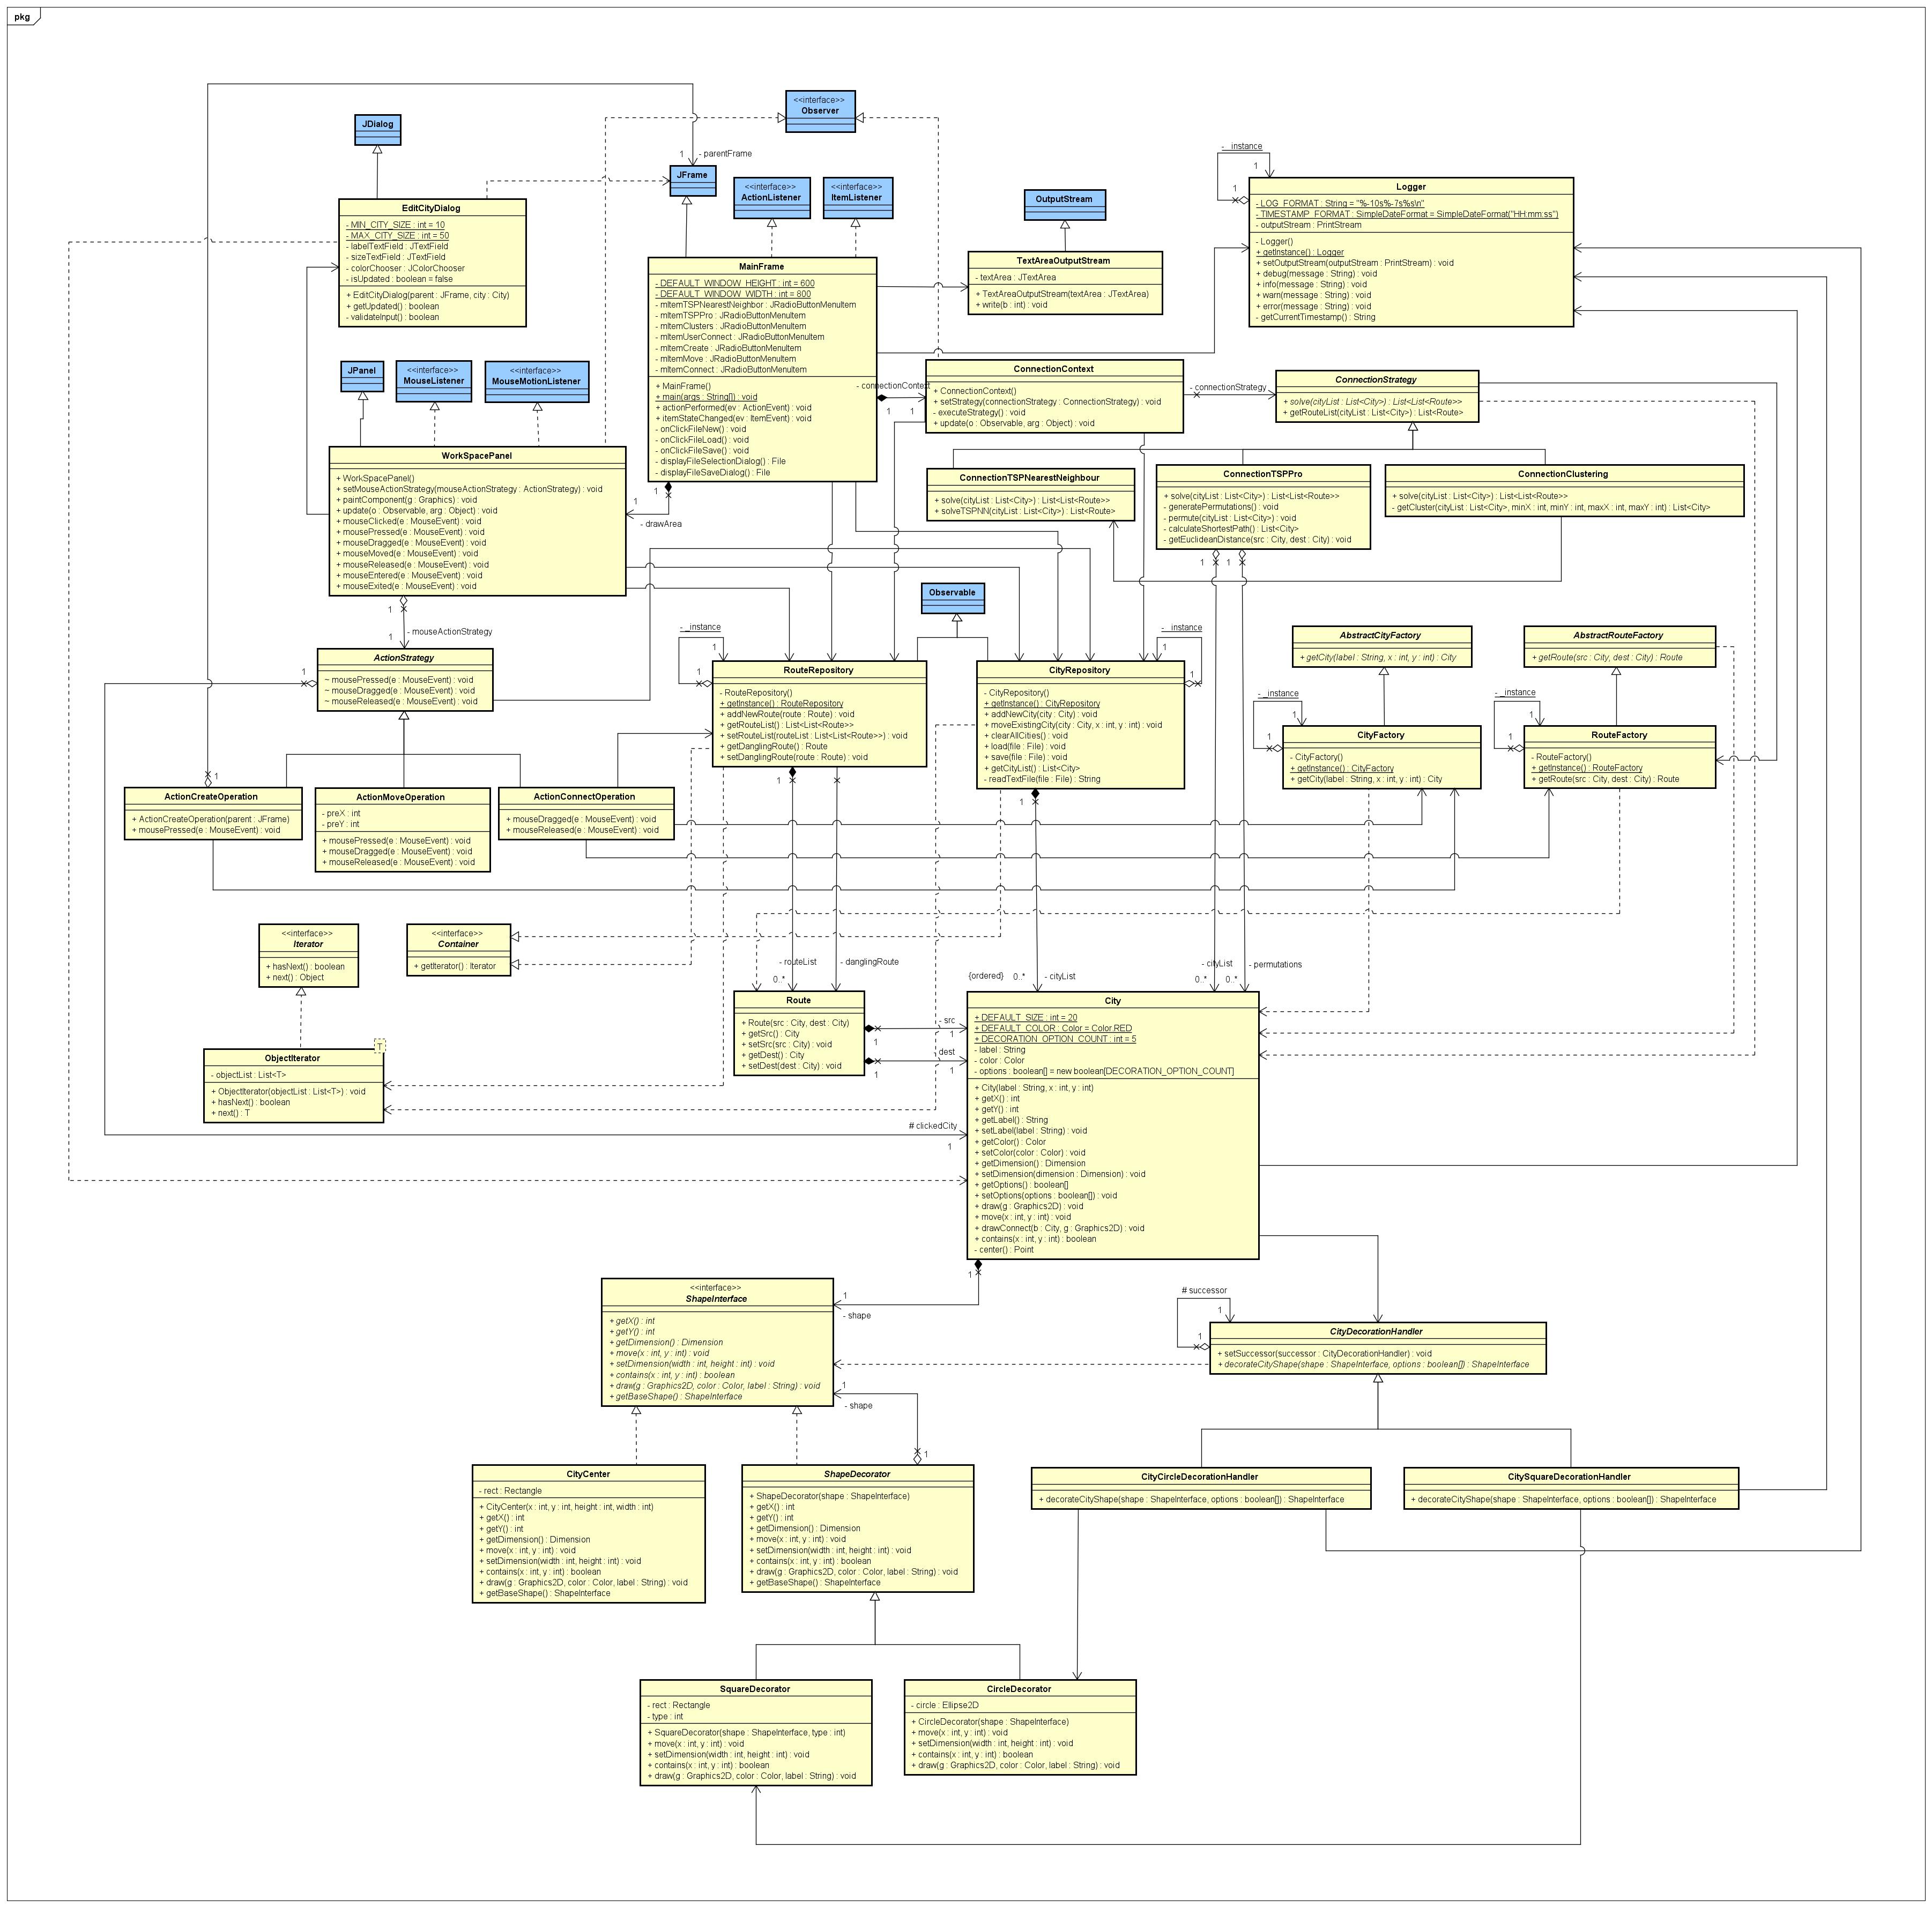 pkg
<<interface>>
Observer
JDialog
1
- parentFrame
JFrame
<<interface>>
ActionListener
<<interface>>
ItemListener
OutputStream
- _instance
1
1
Logger
- LOG_FORMAT : String = "%-10s%-7s%s\n"
- TIMESTAMP_FORMAT : SimpleDateFormat = SimpleDateFormat("HH:mm:ss")
- outputStream : PrintStream
- Logger()
+ getInstance() : Logger
+ setOutputStream(outputStream : PrintStream) : void
+ debug(message : String) : void
+ info(message : String) : void
+ warn(message : String) : void
+ error(message : String) : void
- getCurrentTimestamp() : String
EditCityDialog
- MIN_CITY_SIZE : int = 10
- MAX_CITY_SIZE : int = 50
- labelTextField : JTextField
- sizeTextField : JTextField
- colorChooser : JColorChooser
- isUpdated : boolean = false
+ EditCityDialog(parent : JFrame, city : City)
+ getUpdated() : boolean
- validateInput() : boolean
MainFrame
- DEFAULT_WINDOW_HEIGHT : int = 600
- DEFAULT_WINDOW_WIDTH : int = 800
- mItemTSPNearestNeighbor : JRadioButtonMenuItem
- mItemTSPPro : JRadioButtonMenuItem
- mItemClusters : JRadioButtonMenuItem
- mItemUserConnect : JRadioButtonMenuItem
- mItemCreate : JRadioButtonMenuItem
- mItemMove : JRadioButtonMenuItem
- mItemConnect : JRadioButtonMenuItem
+ MainFrame()
+ main(args : String[]) : void
+ actionPerformed(ev : ActionEvent) : void
+ itemStateChanged(ev : ItemEvent) : void
- onClickFileNew() : void
- onClickFileLoad() : void
- onClickFileSave() : void
- displayFileSelectionDialog() : File
- displayFileSaveDialog() : File
TextAreaOutputStream
- textArea : JTextArea
+ TextAreaOutputStream(textArea : JTextArea)
+ write(b : int) : void
JPanel
<<interface>>
MouseListener
<<interface>>
MouseMotionListener
- connectionContext
1
1
ConnectionContext
+ ConnectionContext()
+ setStrategy(connectionStrategy : ConnectionStrategy) : void
- executeStrategy() : void
+ update(o : Observable, arg : Object) : void
- connectionStrategy
ConnectionStrategy
+ solve(cityList : List<City>) : List<List<Route>>
+ getRouteList(cityList : List<City>) : List<Route>
WorkSpacePanel
+ WorkSpacePanel()
+ setMouseActionStrategy(mouseActionStrategy : ActionStrategy) : void
+ paintComponent(g : Graphics) : void
+ update(o : Observable, arg : Object) : void
+ mouseClicked(e : MouseEvent) : void
+ mousePressed(e : MouseEvent) : void
+ mouseDragged(e : MouseEvent) : void
+ mouseMoved(e : MouseEvent) : void
+ mouseReleased(e : MouseEvent) : void
+ mouseEntered(e : MouseEvent) : void
+ mouseExited(e : MouseEvent) : void
1
1
- drawArea
ConnectionTSPNearestNeighbour
+ solve(cityList : List<City>) : List<List<Route>>
+ solveTSPNN(cityList : List<City>) : List<Route>
ConnectionTSPPro
+ solve(cityList : List<City>) : List<List<Route>>
- generatePermutations() : void
- permute(cityList : List<City>) : void
- calculateShortestPath() : List<City>
- getEuclideanDistance(src : City, dest : City) : void
ConnectionClustering
+ solve(cityList : List<City>) : List<List<Route>>
- getCluster(cityList : List<City>, minX : int, minY : int, maxX : int, maxY : int) : List<City>
1
1
Observable
1
1
- mouseActionStrategy
- _instance
1
1
- _instance
1
1
ActionStrategy
~ mousePressed(e : MouseEvent) : void
~ mouseDragged(e : MouseEvent) : void
~ mouseReleased(e : MouseEvent) : void
1
RouteRepository
- RouteRepository()
+ getInstance() : RouteRepository
+ addNewRoute(route : Route) : void
+ getRouteList() : List<List<Route>>
+ setRouteList(routeList : List<List<Route>>) : void
+ getDanglingRoute() : Route
+ setDanglingRoute(route : Route) : void
CityRepository
- CityRepository()
+ getInstance() : CityRepository
+ addNewCity(city : City) : void
+ moveExistingCity(city : City, x : int, y : int) : void
+ clearAllCities() : void
+ load(file : File) : void
+ save(file : File) : void
+ getCityList() : List<City>
- readTextFile(file : File) : String
AbstractCityFactory
+ getCity(label : String, x : int, y : int) : City
AbstractRouteFactory
+ getRoute(src : City, dest : City) : Route
- _instance
1
1
CityFactory
- CityFactory()
+ getInstance() : CityFactory
+ getCity(label : String, x : int, y : int) : City
- _instance
1
1
RouteFactory
- RouteFactory()
+ getInstance() : RouteFactory
+ getRoute(src : City, dest : City) : Route
1
ActionCreateOperation
+ ActionCreateOperation(parent : JFrame)
+ mousePressed(e : MouseEvent) : void
ActionMoveOperation
- preX : int
- preY : int
+ mousePressed(e : MouseEvent) : void
+ mouseDragged(e : MouseEvent) : void
+ mouseReleased(e : MouseEvent) : void
ActionConnectOperation
+ mouseDragged(e : MouseEvent) : void
+ mouseReleased(e : MouseEvent) : void
1
1
<<interface>>
Iterator
+ hasNext() : boolean
+ next() : Object
<<interface>>
Container
+ getIterator() : Iterator
- routeList
0..*
- danglingRoute
{ordered}
0..*
- cityList
- cityList
0..*
- permutations
0..*
Route
+ Route(src : City, dest : City)
+ getSrc() : City
+ setSrc(src : City) : void
+ getDest() : City
+ setDest(dest : City) : void
- src
1
1
dest
1
1
City
+ DEFAULT_SIZE : int = 20
+ DEFAULT_COLOR : Color = Color.RED
+ DECORATION_OPTION_COUNT : int = 5
- label : String
- color : Color
- options : boolean[] = new boolean[DECORATION_OPTION_COUNT]
+ City(label : String, x : int, y : int)
+ getX() : int
+ getY() : int
+ getLabel() : String
+ setLabel(label : String) : void
+ getColor() : Color
+ setColor(color : Color) : void
+ getDimension() : Dimension
+ setDimension(dimension : Dimension) : void
+ getOptions() : boolean[]
+ setOptions(options : boolean[]) : void
+ draw(g : Graphics2D) : void
+ move(x : int, y : int) : void
+ drawConnect(b : City, g : Graphics2D) : void
+ contains(x : int, y : int) : boolean
- center() : Point
T
ObjectIterator
- objectList : List<T>
+ ObjectIterator(objectList : List<T>) : void
+ hasNext() : boolean
+ next() : T
# clickedCity
1
1
1
- shape
<<interface>>
ShapeInterface
+ getX() : int
+ getY() : int
+ getDimension() : Dimension
+ move(x : int, y : int) : void
+ setDimension(width : int, height : int) : void
+ contains(x : int, y : int) : boolean
+ draw(g : Graphics2D, color : Color, label : String) : void
+ getBaseShape() : ShapeInterface
# successor
1
1
CityDecorationHandler
+ setSuccessor(successor : CityDecorationHandler) : void
+ decorateCityShape(shape : ShapeInterface, options : boolean[]) : ShapeInterface
1
- shape
1
CityCenter
- rect : Rectangle
+ CityCenter(x : int, y : int, height : int, width : int)
+ getX() : int
+ getY() : int
+ getDimension() : Dimension
+ move(x : int, y : int) : void
+ setDimension(width : int, height : int) : void
+ contains(x : int, y : int) : boolean
+ draw(g : Graphics2D, color : Color, label : String) : void
+ getBaseShape() : ShapeInterface
ShapeDecorator
+ ShapeDecorator(shape : ShapeInterface)
+ getX() : int
+ getY() : int
+ getDimension() : Dimension
+ move(x : int, y : int) : void
+ setDimension(width : int, height : int) : void
+ contains(x : int, y : int) : boolean
+ draw(g : Graphics2D, color : Color, label : String) : void
+ getBaseShape() : ShapeInterface
CityCircleDecorationHandler
+ decorateCityShape(shape : ShapeInterface, options : boolean[]) : ShapeInterface
CitySquareDecorationHandler
+ decorateCityShape(shape : ShapeInterface, options : boolean[]) : ShapeInterface
SquareDecorator
- rect : Rectangle
- type : int
+ SquareDecorator(shape : ShapeInterface, type : int)
+ move(x : int, y : int) : void
+ setDimension(width : int, height : int) : void
+ contains(x : int, y : int) : boolean
+ draw(g : Graphics2D, color : Color, label : String) : void
CircleDecorator
- circle : Ellipse2D
+ CircleDecorator(shape : ShapeInterface)
+ move(x : int, y : int) : void
+ setDimension(width : int, height : int) : void
+ contains(x : int, y : int) : boolean
+ draw(g : Graphics2D, color : Color, label : String) : void